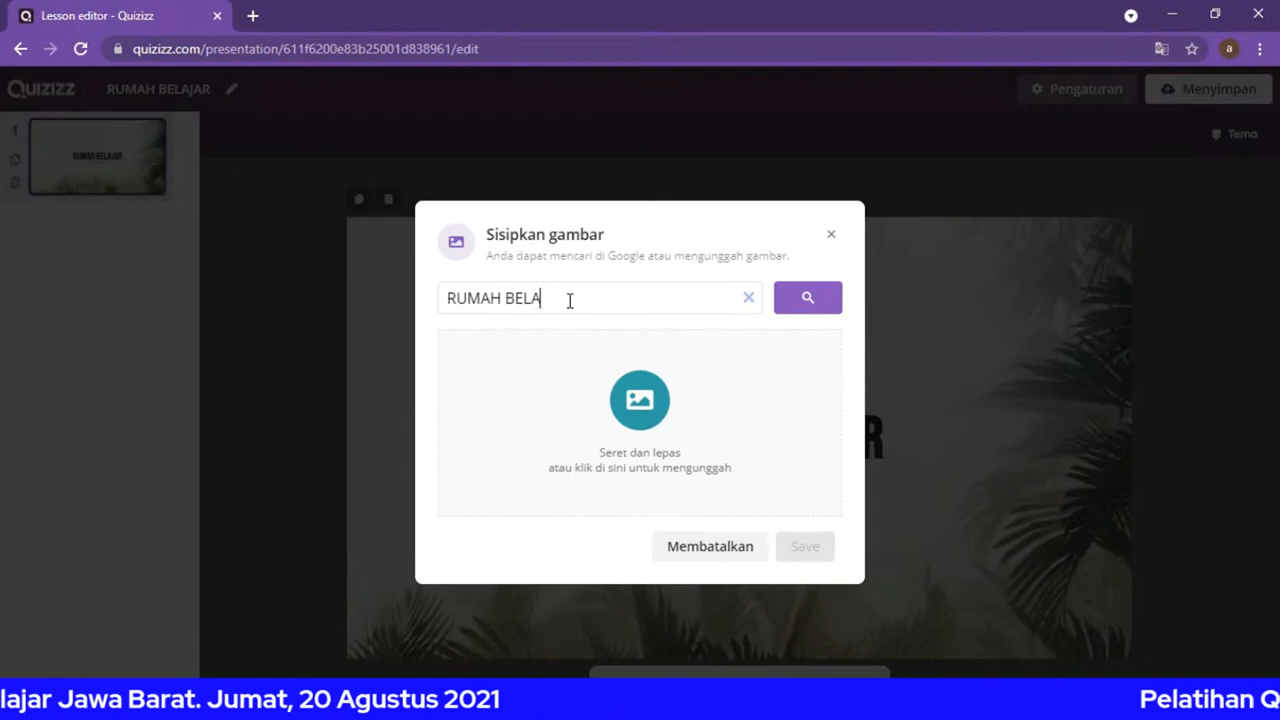 Lesson editor - Quizizz
quizizz.com/presentation/611f6200e83b25001d838961/edit
a
QUIZIZZ
RUMAH BELAJAR
Pengaturan
Menyimpan
1
RUMAH BELAJAR
Tema
Sisipkan gambar
Anda dapat mencari di Google atau mengunggah gambar.
RUMAH BELA
R
Seret dan lepas
atau klik di sini untuk mengunggah
Membatalkan
Save
lajar Jawa Barat. Jumat, 20 Agustus 2021
Pelatihan Q